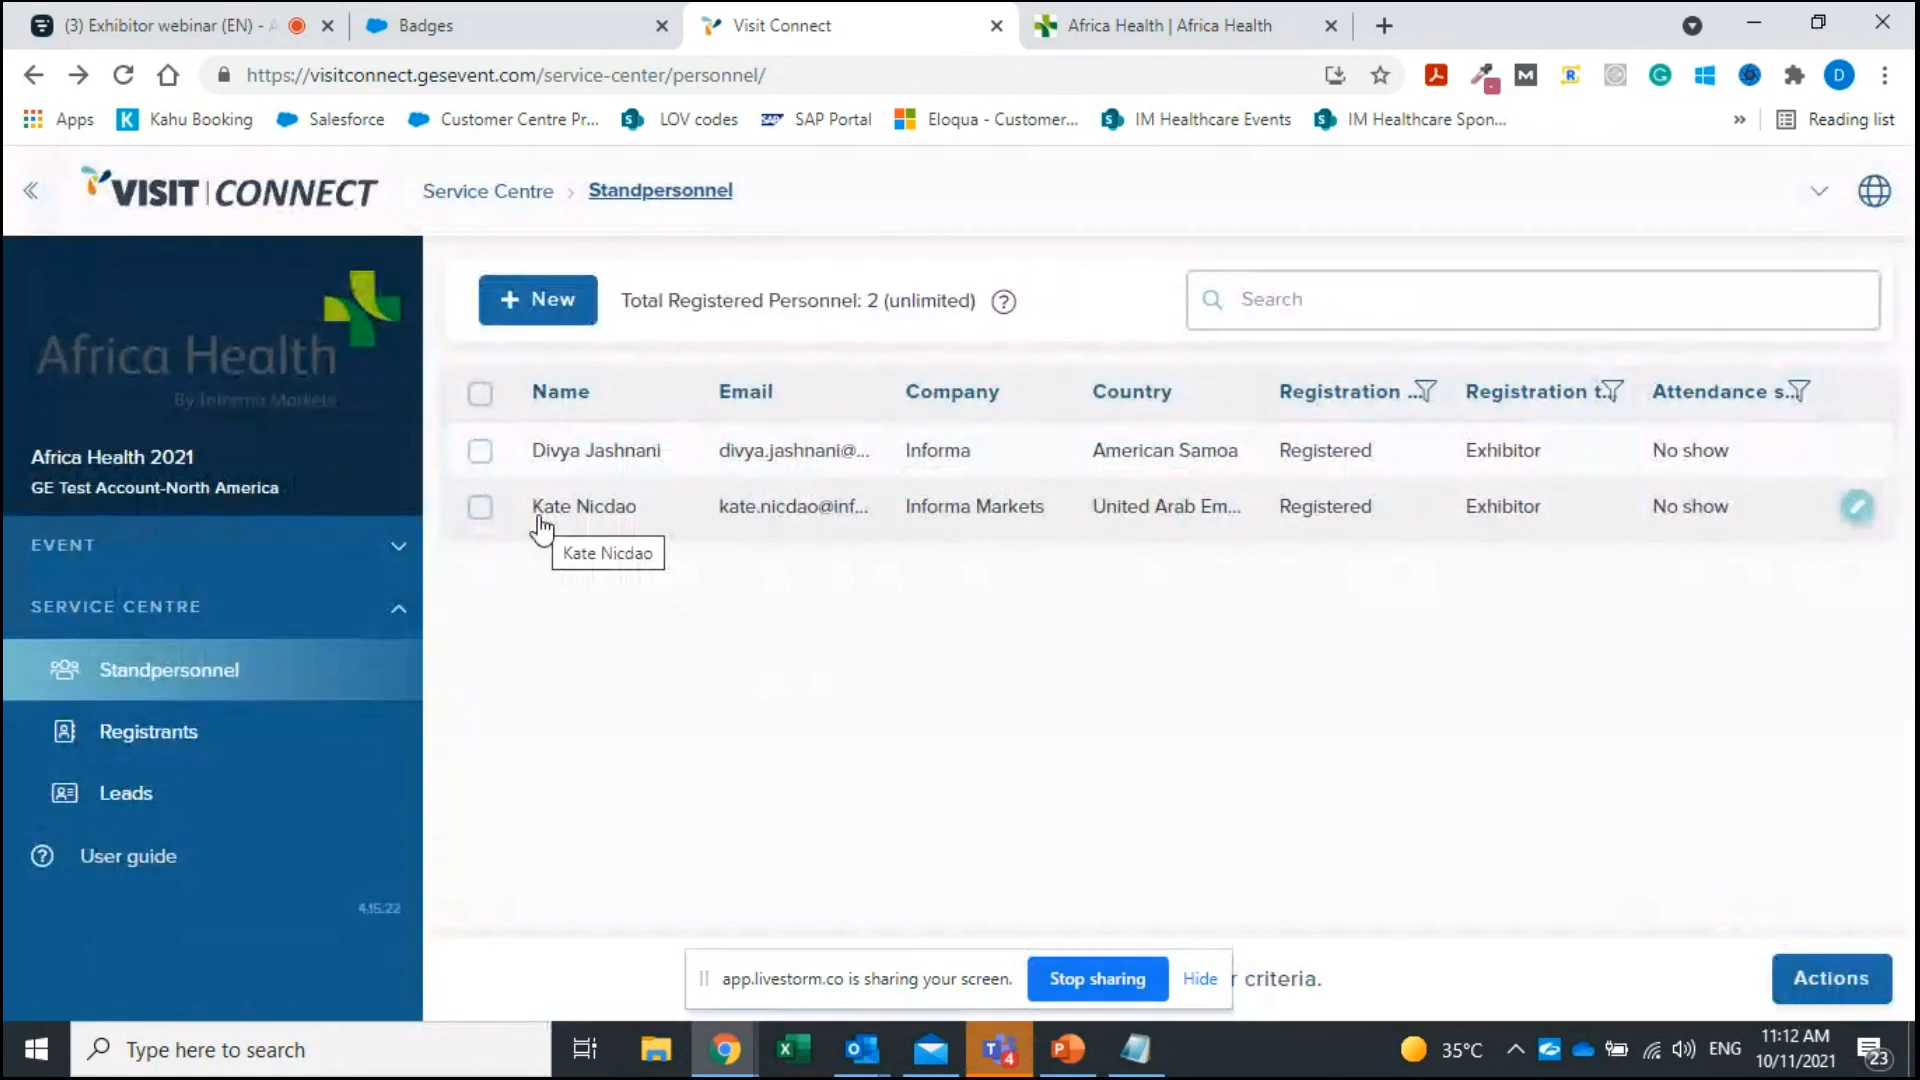 (3) Exhibitor webinar (EN) - A
Badges
Visit Connect
Africa Health | Africa Health
https://visitconnect.gesevent.com/service-center/personnel/
D
Apps
Kahu Booking
Salesforce
Customer Centre Pr...
LOV codes
SAP Portal
Eloqua - Customer...
IM Healthcare Events
IM Healthcare Spon...
Reading list
VISIT | CONNECT
Service Centre > Standpersonnel
Africa Health
By Informa Markets
Africa Health 2021
GE Test Account-North America
EVENT
SERVICE CENTRE
Standpersonnel
Registrants
Leads
User guide
4.15.22
+ New
Total Registered Personnel: 2 (unlimited) ?
Search
Name Email Company Country Registration ... Registration t... Attendance s...
Divya Jashnani divya.jashnani@... Informa American Samoa Registered Exhibitor No show
Kate Nicdao kate.nicdao@inf... Informa Markets United Arab Em... Registered Exhibitor No show
Kate Nicdao
app.livestorm.co is sharing your screen.
Stop sharing
Hide
criteria.
Actions
Type here to search
4
35°C
ENG
11:12 AM
10/11/2021
23